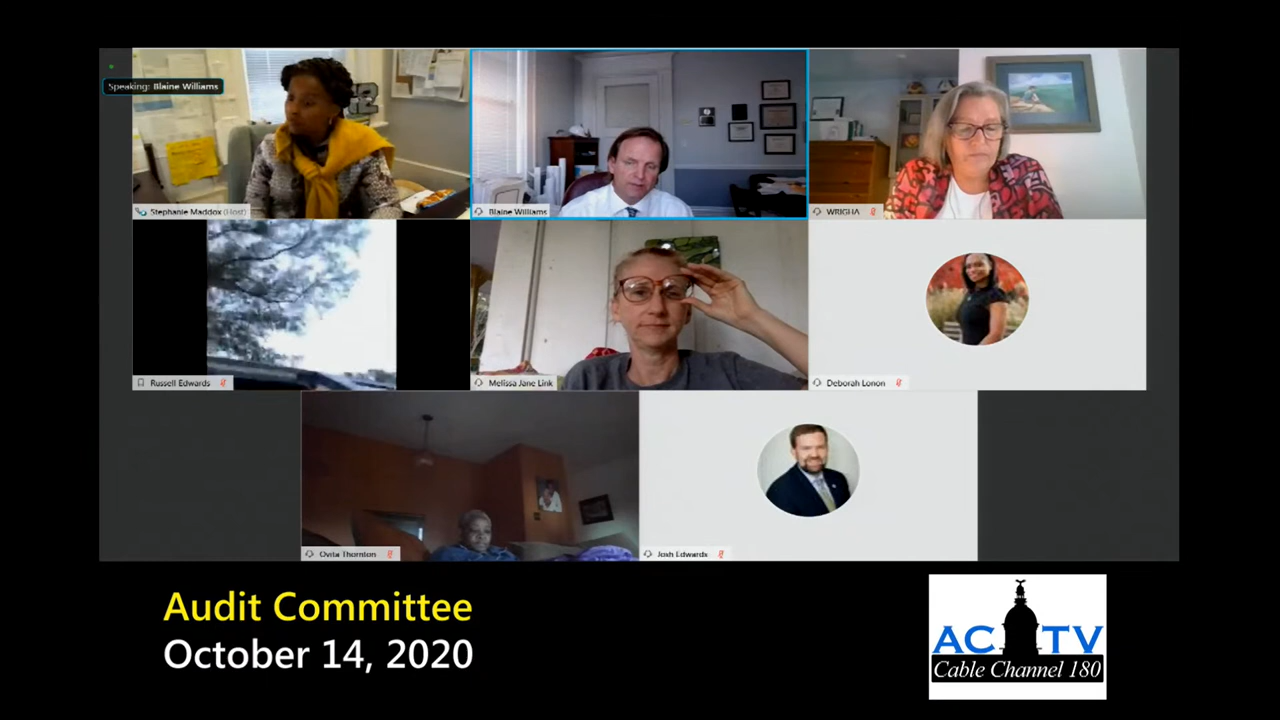 Speaking: Blaine Williams
Stephanie Maddox (Host)
Blaine Williams
WRIGHA
Russell Edwards
Melissa Jane Link
Deborah Lonon
Ovita Thornton
Josh Edwards
Audit Committee
October 14, 2020
AC TV
Cable Channel 180